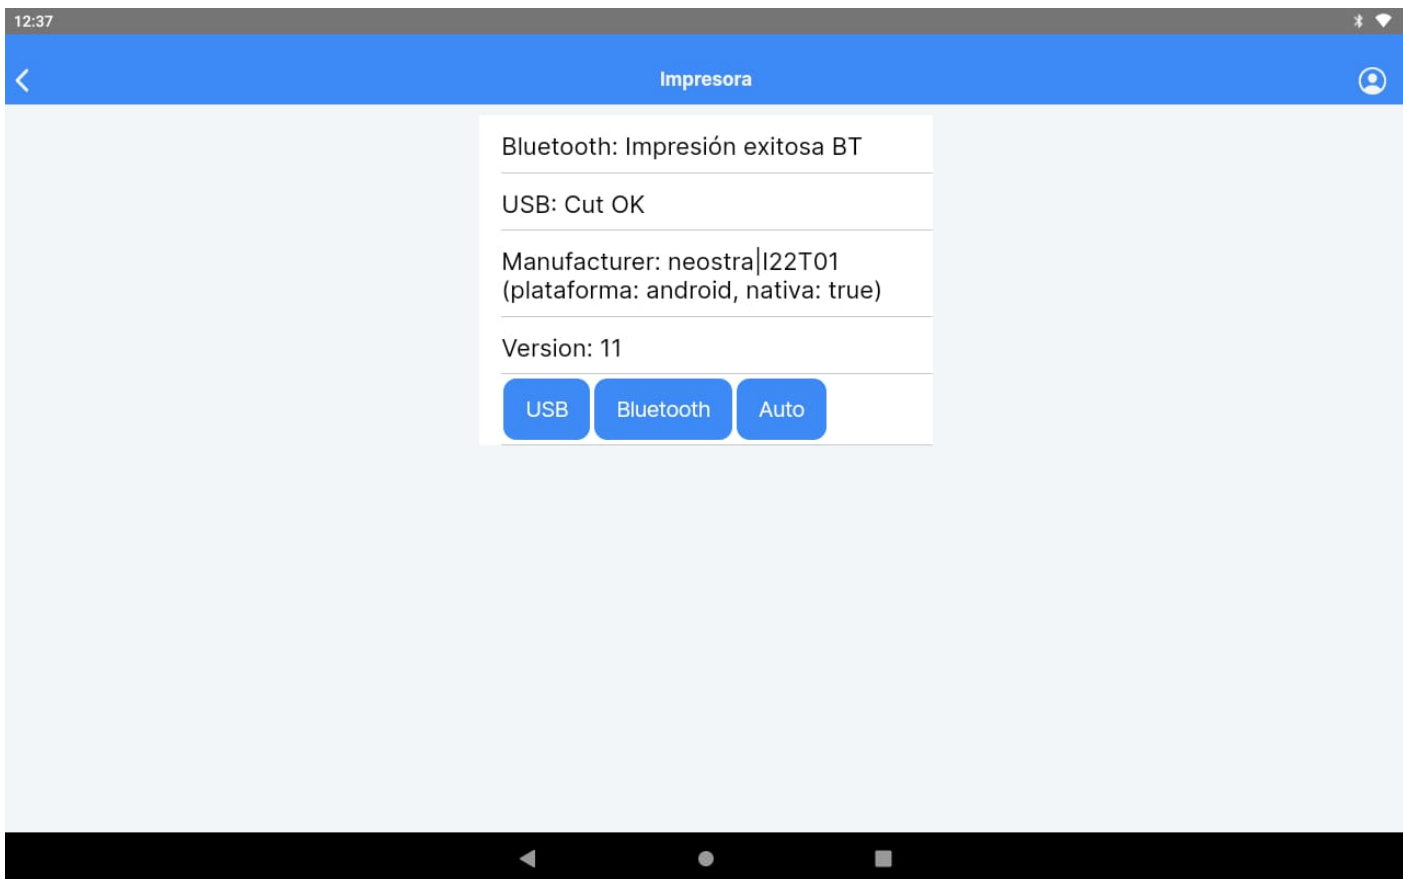 12:37
Impresora
Bluetooth: Impresión exitosa BT
USB: Cut OK
Manufacturer: neostra|I22T01
(plataforma: android, nativa: true)
Version: 11
USB Bluetooth Auto